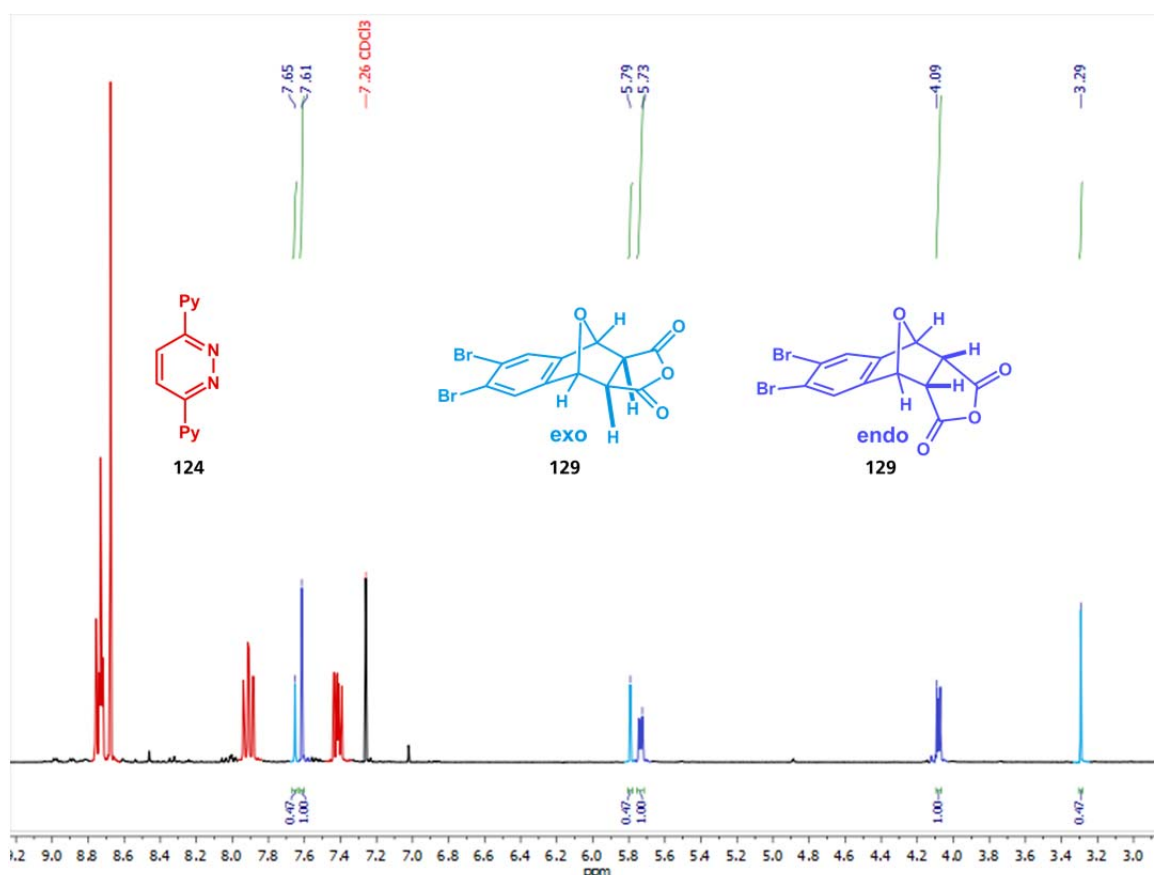 7.65
7.61
7.26 CDCl3
5.79
5.73
4.09
3.29
Py
N
N
Py
124
O
H
O
Br
O
Br
H
H
O
H
exo
129
O
H
Br
H
O
Br
H
H
O
endo
O
129
0.47
1.00
0.47
1.00
1.00
0.47
9.2 9.0 8.8 8.6 8.4 8.2 8.0 7.8 7.6 7.4 7.2 7.0 6.8 6.6 6.4 6.2 6.0 5.8 5.6 5.4 5.2 5.0 4.8 4.6 4.4 4.2 4.0 3.8 3.6 3.4 3.2 3.0
ppm